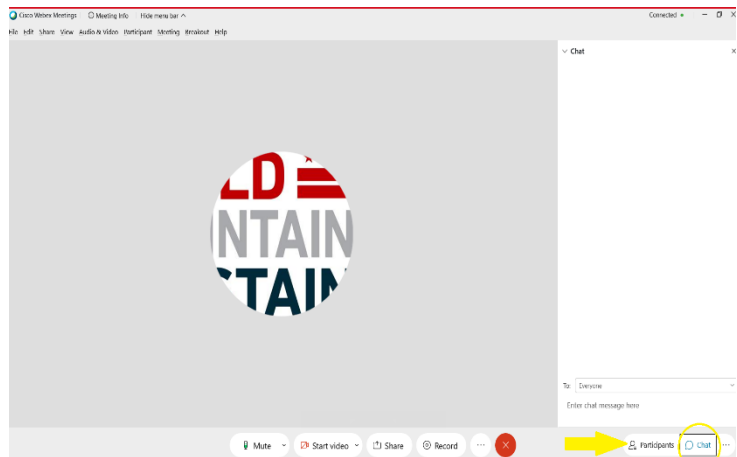 Cisco Webex Meetings Meeting Info Hide menu bar Connected
File Edit Share View Audio & Video Participant Meeting Breakout Help
Chat
LD
NTAIN
STAIN
To: Everyone
Enter chat message here
Mute Start video Share Record Participants Chat